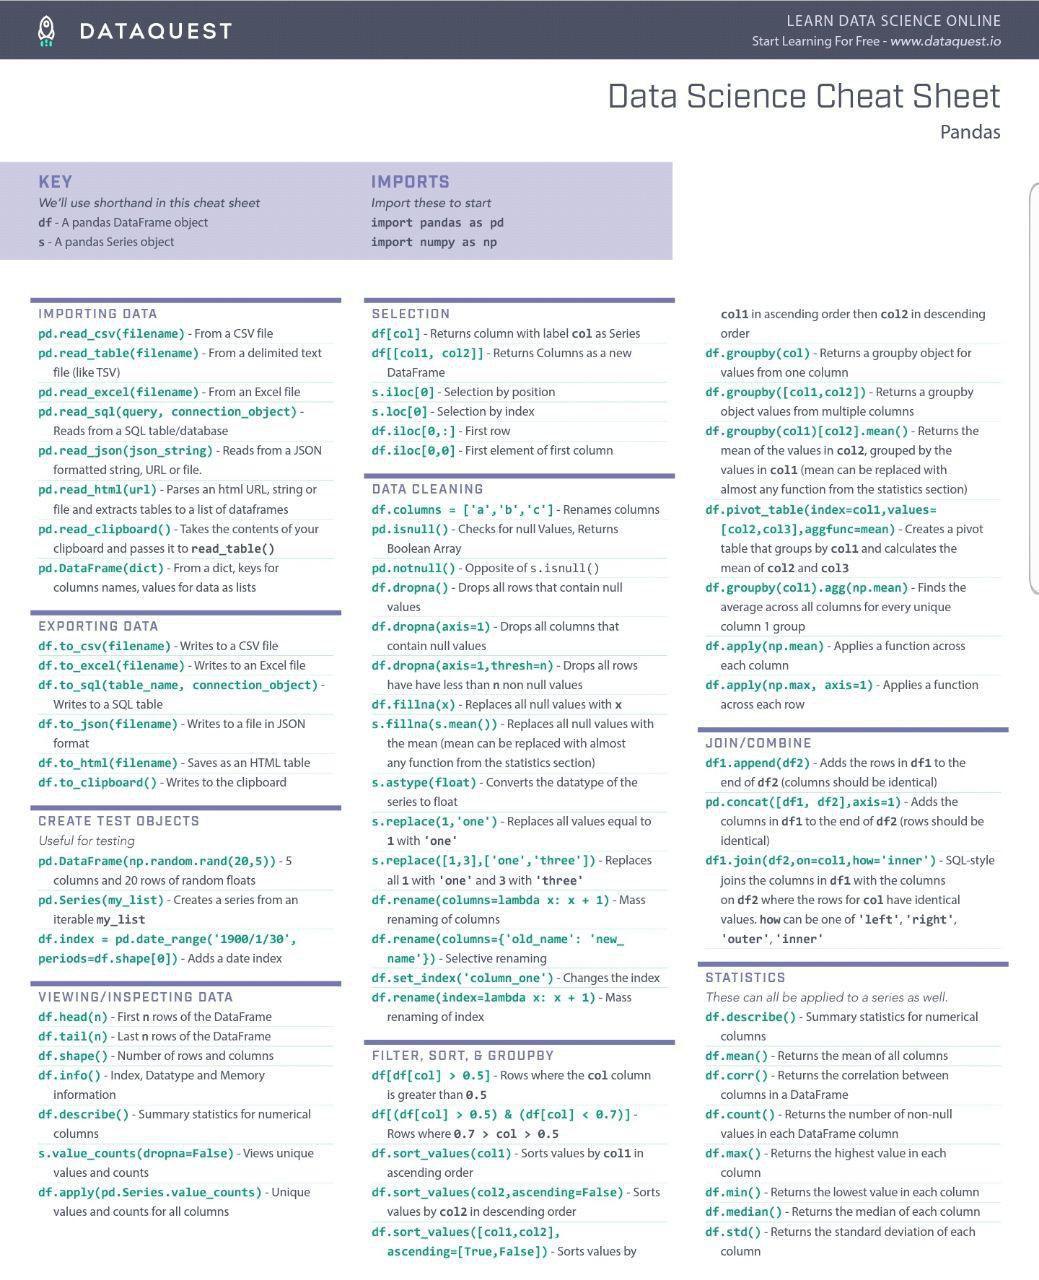 DATAQUEST
LEARN DATA SCIENCE ONLINE
Start Learning For Free - www.dataquest.io
Data Science Cheat Sheet
Pandas
KEY
We'll use shorthand in this cheat sheet
df - A pandas DataFrame object
s - A pandas Series object
IMPORTS
Import these to start
import pandas as pd
import numpy as np
IMPORTING DATA
pd.read_csv(filename) - From a CSV file
pd.read_table(filename) - From a delimited text
file (like TSV)
pd.read_excel(filename) - From an Excel file
pd.read_sql(query, connection_object) -
Reads from a SQL table/database
pd.read_json(json_string) - Reads from a JSON
formatted string, URL or file.
pd.read_html(url) - Parses an html URL, string or
file and extracts tables to a list of dataframes
pd.read_clipboard() - Takes the contents of your
clipboard and passes it to read_table()
pd.DataFrame(dict) - From a dict, keys for
columns names, values for data as lists
EXPORTING DATA
df.to_csv(filename) - Writes to a CSV file
df.to_excel(filename) - Writes to an Excel file
df.to_sql(table_name, connection_object) -
Writes to a SQL table
df.to_json(filename) - Writes to a file in JSON
format
df.to_html(filename) - Saves as an HTML table
df.to_clipboard() - Writes to the clipboard
CREATE TEST OBJECTS
Useful for testing
pd.DataFrame(np.random.rand(20,5)) - 5
columns and 20 rows of random floats
pd.Series(my_list) - Creates a series from an
iterable my_list
df.index = pd.date_range('1900/1/30',
periods=df.shape[0]) - Adds a date index
VIEWING/INSPECTING DATA
df.head(n) - First n rows of the DataFrame
df.tail(n) - Last n rows of the DataFrame
df.shape() - Number of rows and columns
df.info() - Index, Datatype and Memory
information
df.describe() - Summary statistics for numerical
columns
s.value_counts(dropna=False) - Views unique
values and counts
df.apply(pd.Series.value_counts) - Unique
values and counts for all columns
SELECTION
df[col] - Returns column with label col as Series
df[[col1, col2]] - Returns Columns as a new
DataFrame
s.iloc[0] - Selection by position
s.loc[0] - Selection by index
df.iloc[0,:] - First row
df.iloc[0,0] - First element of first column
DATA CLEANING
df.columns = ['a','b','c'] - Renames columns
pd.isnull() - Checks for null Values, Returns
Boolean Array
pd.notnull() - Opposite of s.isnull()
df.dropna() - Drops all rows that contain null
values
df.dropna(axis=1) - Drops all columns that
contain null values
df.dropna(axis=1,thresh=n) - Drops all rows
have have less than n non null values
df.fillna(x) - Replaces all null values with x
s.fillna(s.mean()) - Replaces all null values with
the mean (mean can be replaced with almost
any function from the statistics section)
s.astype(float) - Converts the datatype of the
series to float
s.replace(1,'one') - Replaces all values equal to
1 with 'one'
s.replace([1,3],['one','three']) - Replaces
all 1 with 'one' and 3 with 'three'
df.rename(columns=lambda x: x + 1) - Mass
renaming of columns
df.rename(columns={'old_name': 'new_
name'}) - Selective renaming
df.set_index('column_one') - Changes the index
df.rename(index=lambda x: x + 1) - Mass
renaming of index
FILTER, SORT, & GROUPBY
df[df[col] > 0.5] - Rows where the col column
is greater than 0.5
df[(df[col] > 0.5) & (df[col] < 0.7)] -
Rows where 0.7 > col > 0.5
df.sort_values(col1) - Sorts values by col1 in
ascending order
df.sort_values(col2,ascending=False) - Sorts
values by col2 in descending order
df.sort_values([col1,col2],
ascending=[True,False]) - Sorts values by
col1 in ascending order then col2 in descending
order
df.groupby(col) - Returns a groupby object for
values from one column
df.groupby([col1,col2]) - Returns a groupby
object values from multiple columns
df.groupby(col1)[col2].mean() - Returns the
mean of the values in col2, grouped by the
values in col1 (mean can be replaced with
almost any function from the statistics section)
df.pivot_table(index=col1,values=
[col2,col3],aggfunc=mean) - Creates a pivot
table that groups by col1 and calculates the
mean of col2 and col3
df.groupby(col1).agg(np.mean) - Finds the
average across all columns for every unique
column 1 group
df.apply(np.mean) - Applies a function across
each column
df.apply(np.max, axis=1) - Applies a function
across each row
JOIN/COMBINE
df1.append(df2) - Adds the rows in df1 to the
end of df2 (columns should be identical)
pd.concat([df1, df2],axis=1) - Adds the
columns in df1 to the end of df2 (rows should be
identical)
df1.join(df2,on=col1,how='inner') - SQL-style
joins the columns in df1 with the columns
on df2 where the rows for col have identical
values. how can be one of 'left', 'right',
'outer', 'inner'
STATISTICS
These can all be applied to a series as well.
df.describe() - Summary statistics for numerical
columns
df.mean() - Returns the mean of all columns
df.corr() - Returns the correlation between
columns in a DataFrame
df.count() - Returns the number of non-null
values in each DataFrame column
df.max() - Returns the highest value in each
column
df.min() - Returns the lowest value in each column
df.median() - Returns the median of each column
df.std() - Returns the standard deviation of each
column